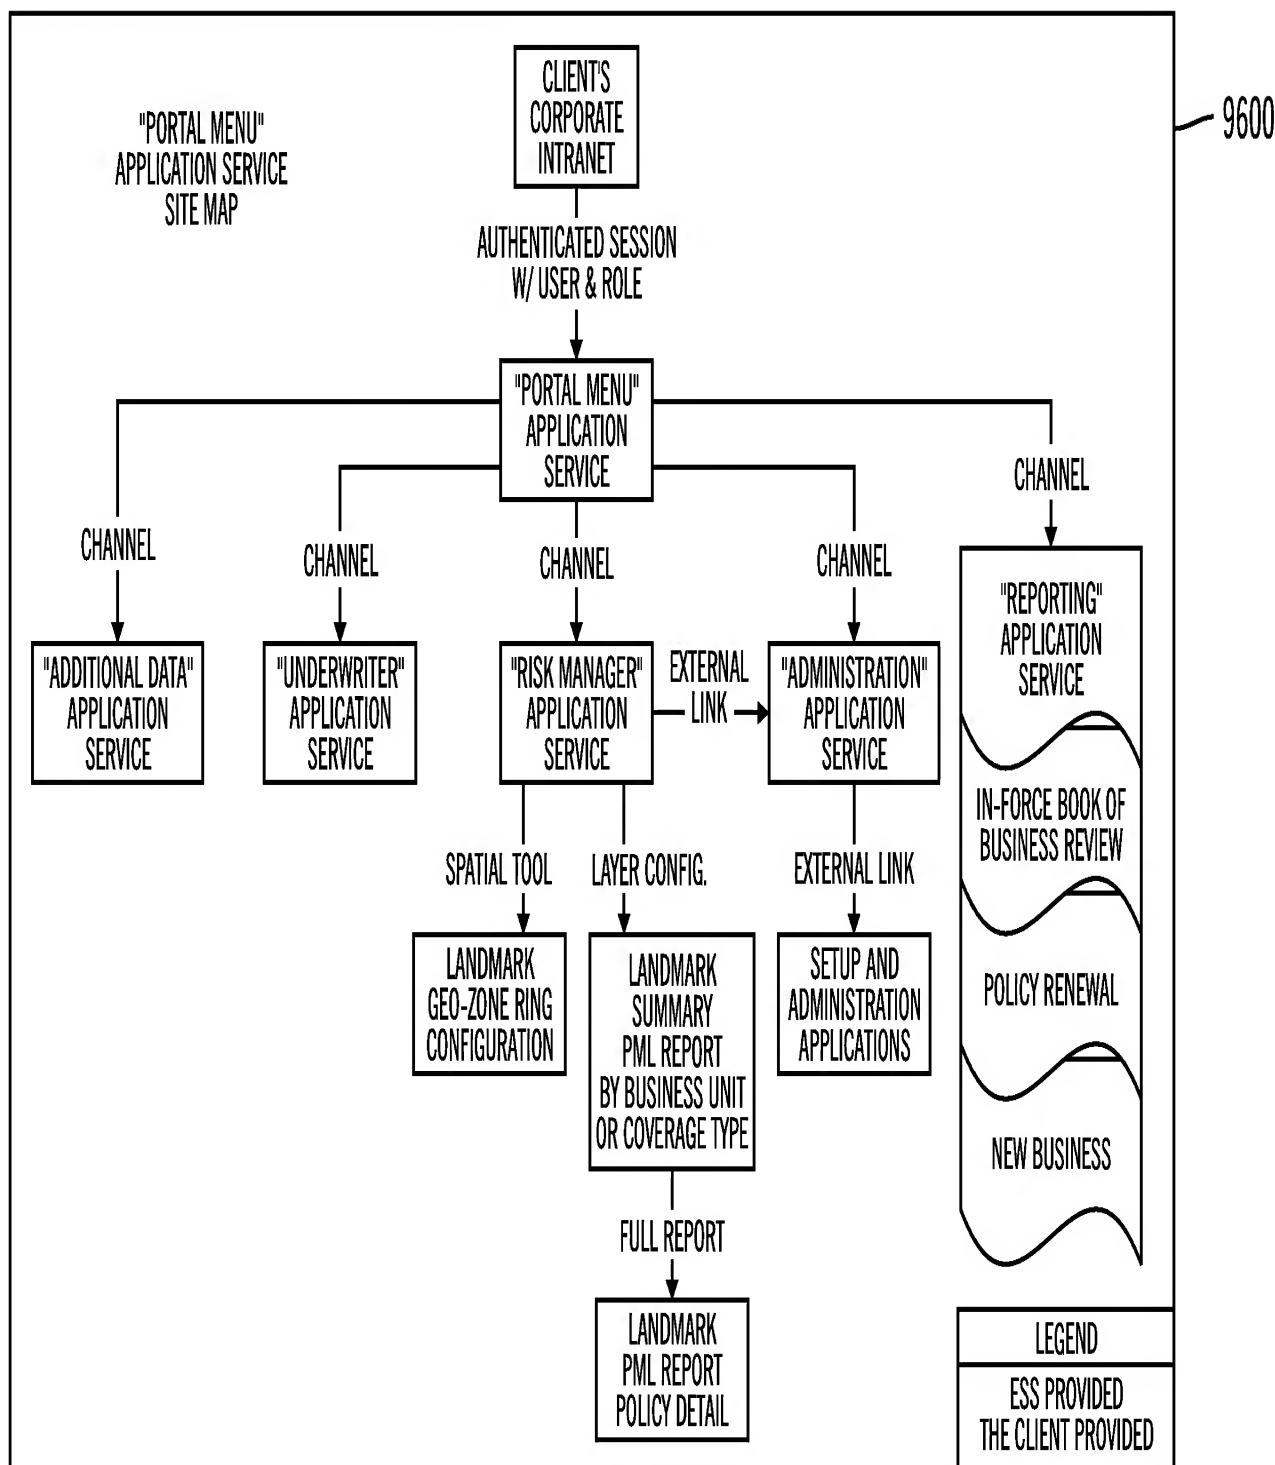 "PORTAL MENU"
APPLICATION SERVICE
SITE MAP
CLIENT'S
CORPORATE
INTRANET
9600
AUTHENTICATED SESSION
W/ USER & ROLE
"PORTAL MENU"
APPLICATION
SERVICE
CHANNEL
CHANNEL
CHANNEL
CHANNEL
CHANNEL
"ADDITIONAL DATA"
APPLICATION
SERVICE
"UNDERWRITER"
APPLICATION
SERVICE
"RISK MANAGER"
APPLICATION
SERVICE
EXTERNAL
LINK
"ADMINISTRATION"
APPLICATION
SERVICE
"REPORTING"
APPLICATION
SERVICE
IN-FORCE BOOK OF
BUSINESS REVIEW
POLICY RENEWAL
NEW BUSINESS
SPATIAL TOOL
LAYER CONFIG.
EXTERNAL LINK
LANDMARK
GEO-ZONE RING
CONFIGURATION
LANDMARK
SUMMARY
PML REPORT
BY BUSINESS UNIT
OR COVERAGE TYPE
SETUP AND
ADMINISTRATION
APPLICATIONS
FULL REPORT
LANDMARK
PML REPORT
POLICY DETAIL
LEGEND
ESS PROVIDED
THE CLIENT PROVIDED